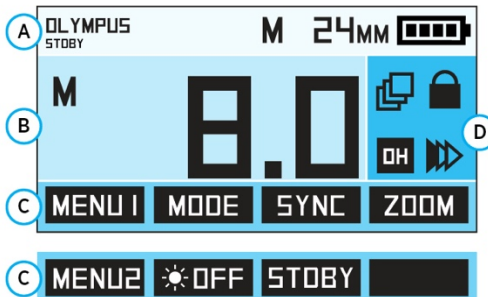 A OLYMPUS M 24MM
STDBY
B M 8.0
OH D
C MENU1 MODE SYNC ZOOM
C MENU2 OFF STDBY